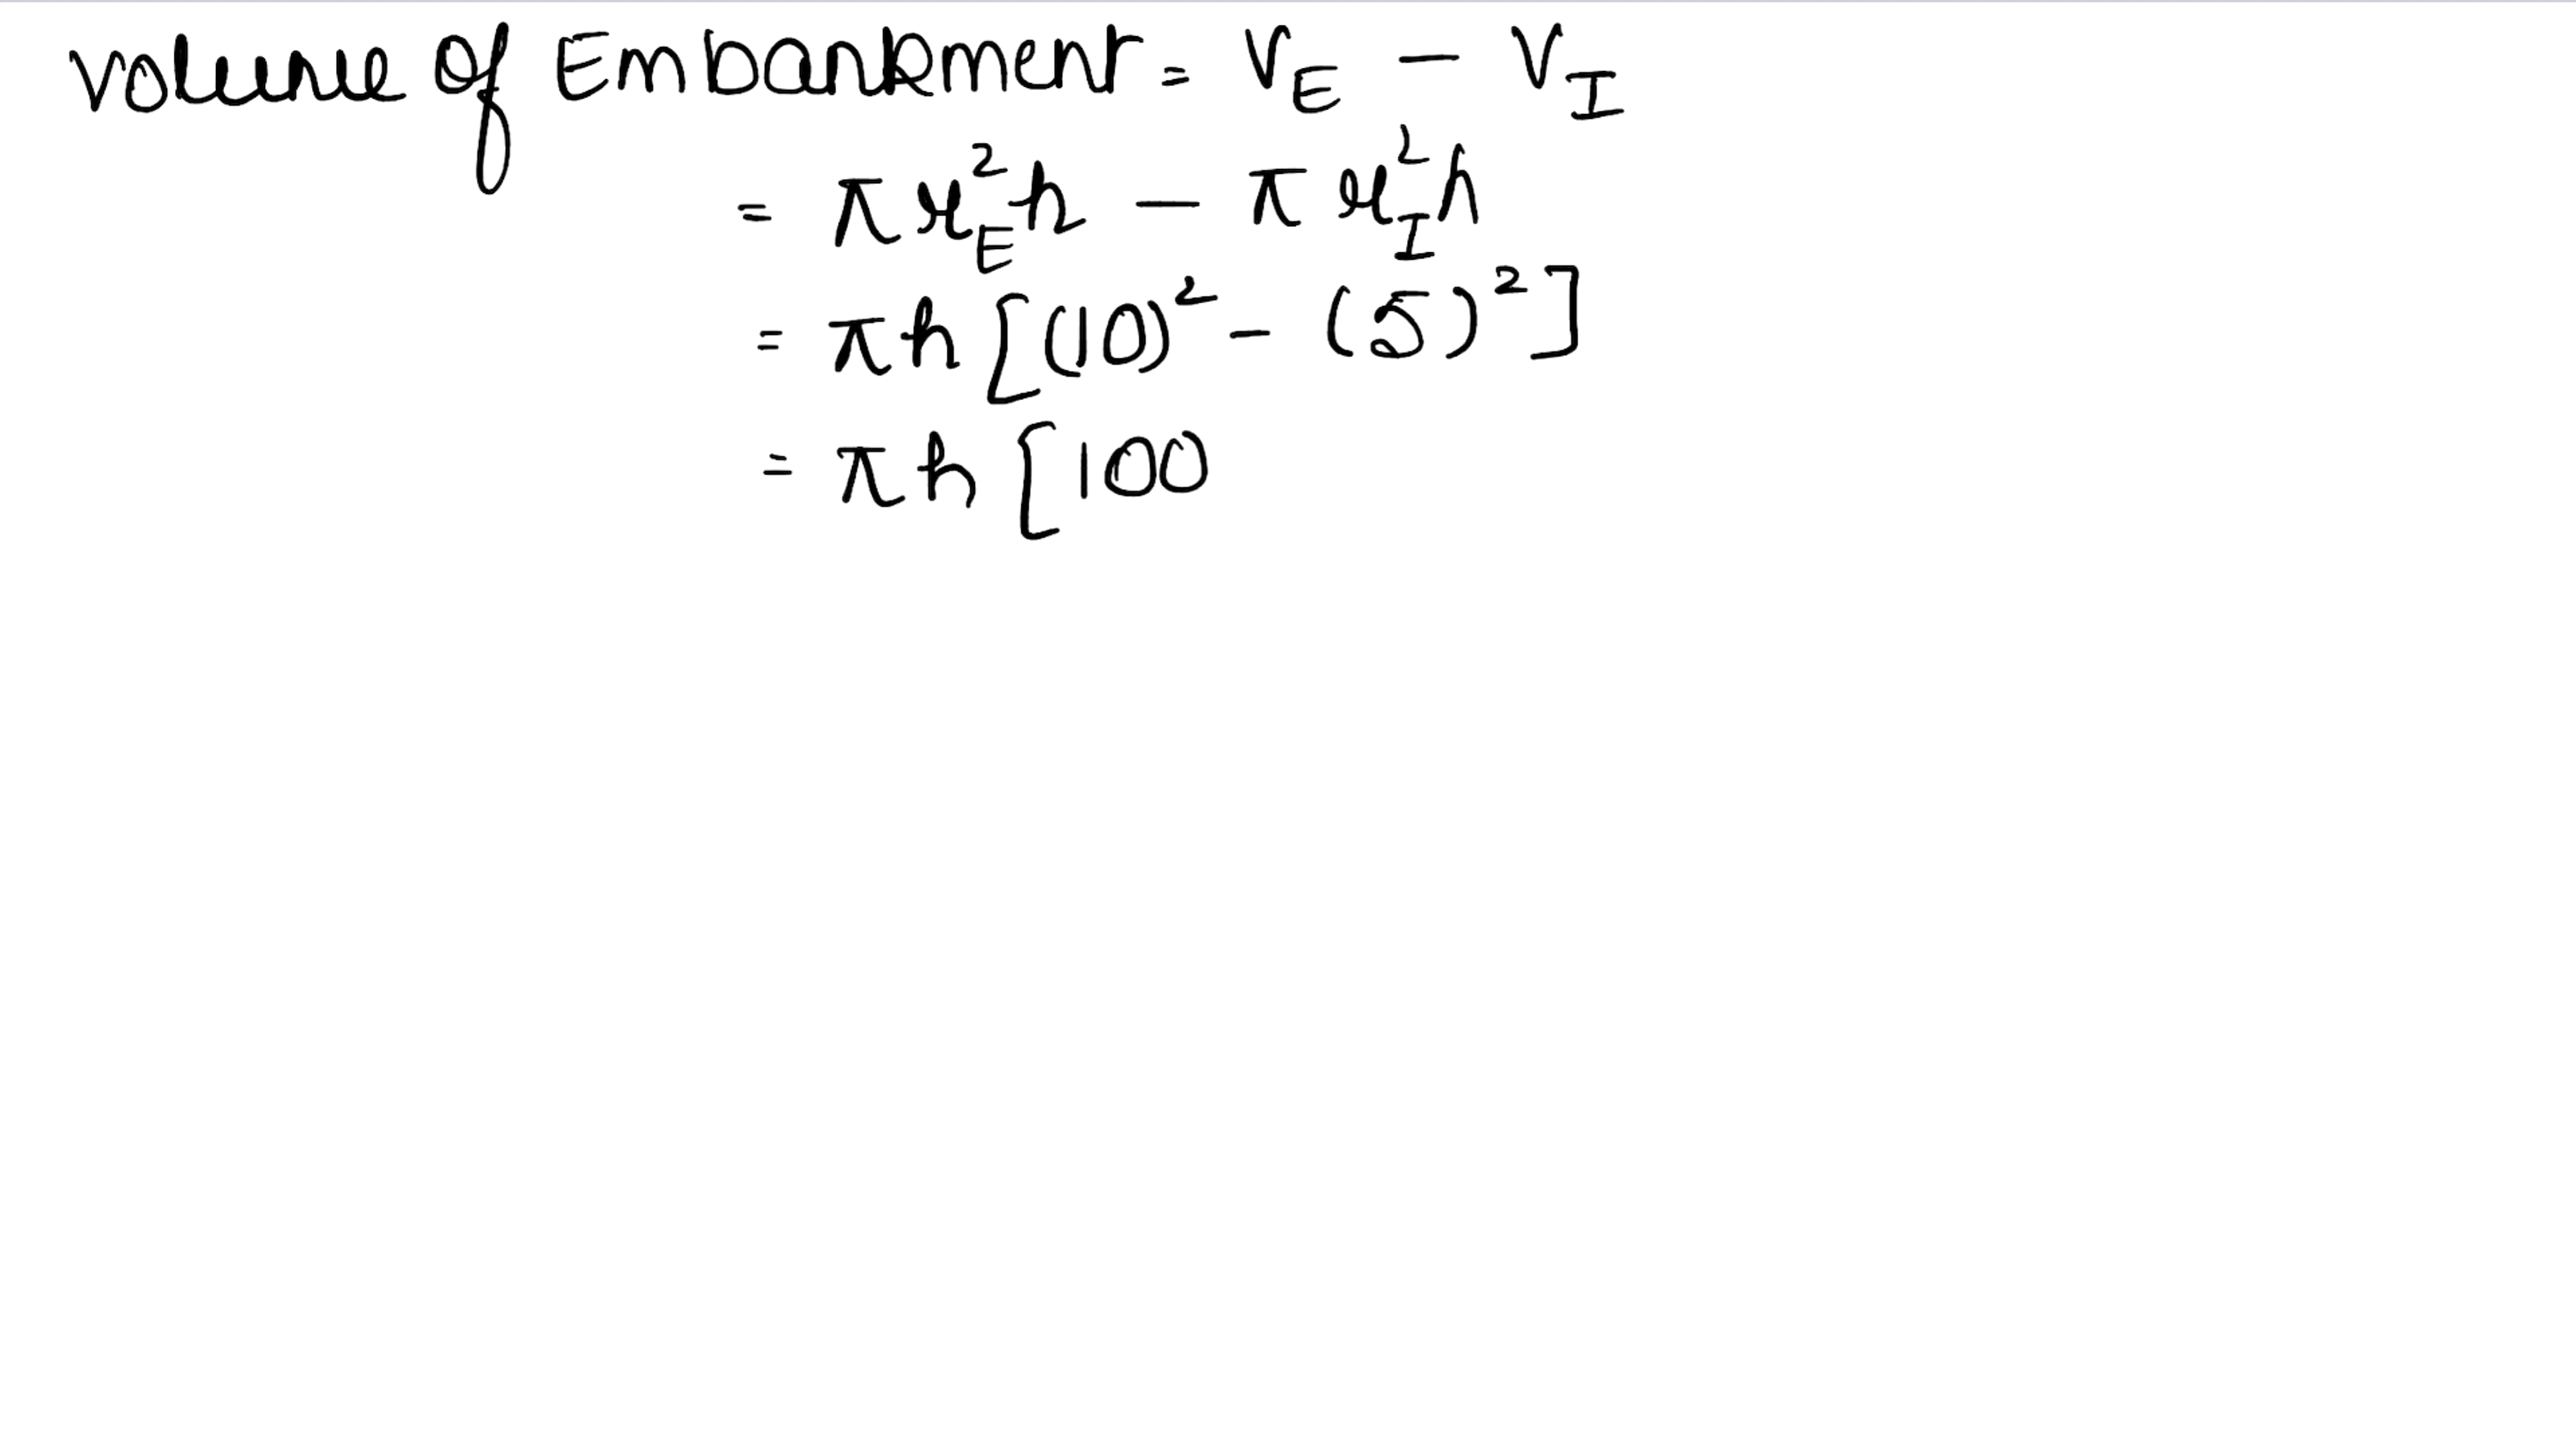 Volume of Embankment = V_E - V_I
= πr_E²h - πr_I²h
= πh[(10)² - (5)²]
= πh[100